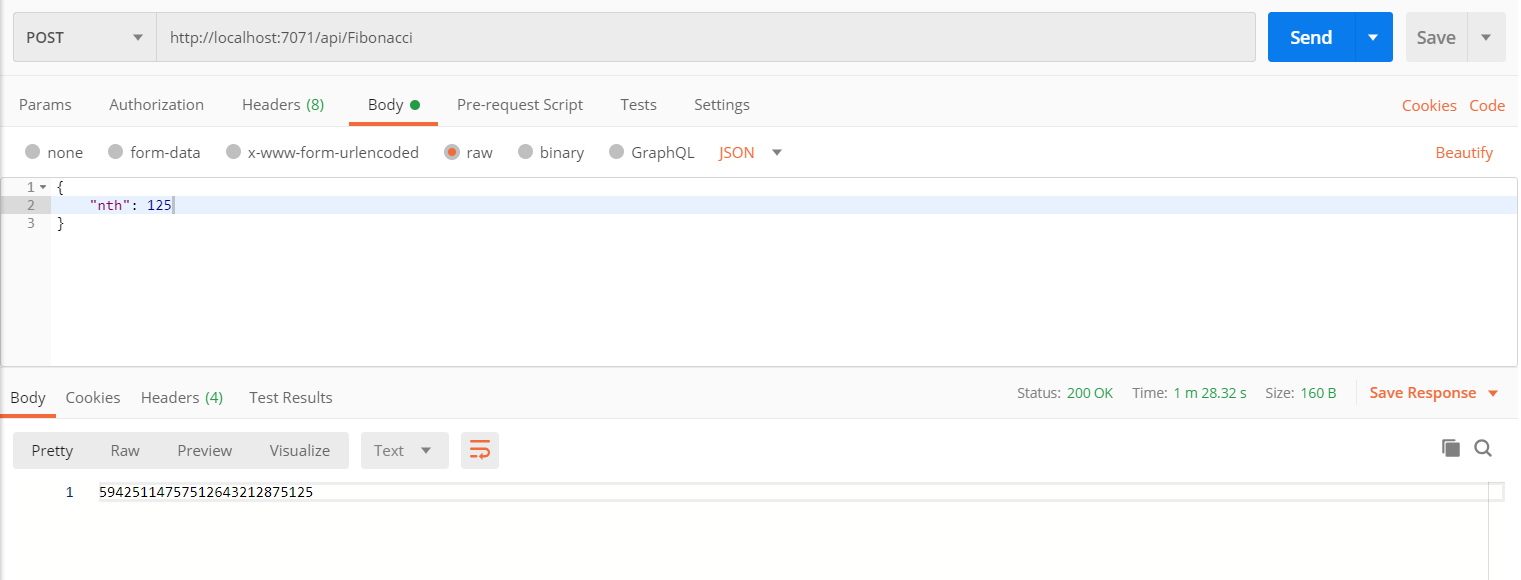 POST http://localhost:7071/api/Fibonacci Send Save
Params Authorization Headers (8) Body Pre-request Script Tests Settings Cookies Code
none form-data x-www-form-urlencoded raw binary GraphQL JSON Beautify
1 {
2 "nth": 125
3 }
Body Cookies Headers (4) Test Results Status: 200 OK Time: 1 m 28.32 s Size: 160 B Save Response
Pretty Raw Preview Visualize Text
1 59425114757512643212875125